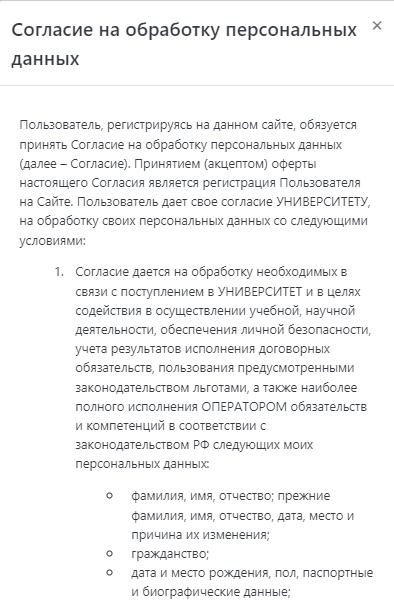 Согласие на обработку персональных
данных
×
Пользователь, регистрируясь на данном сайте, обязуется
принять Согласие на обработку персональных данных
(далее – Согласие). Принятием (акцептом) оферты
настоящего Согласия является регистрация Пользователя
на Сайте. Пользователь дает свое согласие УНИВЕРСИТЕТУ,
на обработку своих персональных данных со следующими
условиями:
1. Согласие дается на обработку необходимых в
связи с поступлением в УНИВЕРСИТЕТ и в целях
содействия в осуществлении учебной, научной
деятельности, обеспечения личной безопасности,
учета результатов исполнения договорных
обязательств, пользования предусмотренными
законодательством льготами, а также наиболее
полного исполнения ОПЕРАТОРОМ обязательств
и компетенций в соответствии с
законодательством РФ следующих моих
персональных данных:
○ фамилия, имя, отчество; прежние
фамилия, имя, отчество, дата, место и
причина их изменения;
○ гражданство;
○ дата и место рождения, пол, паспортные
и биографические данные;